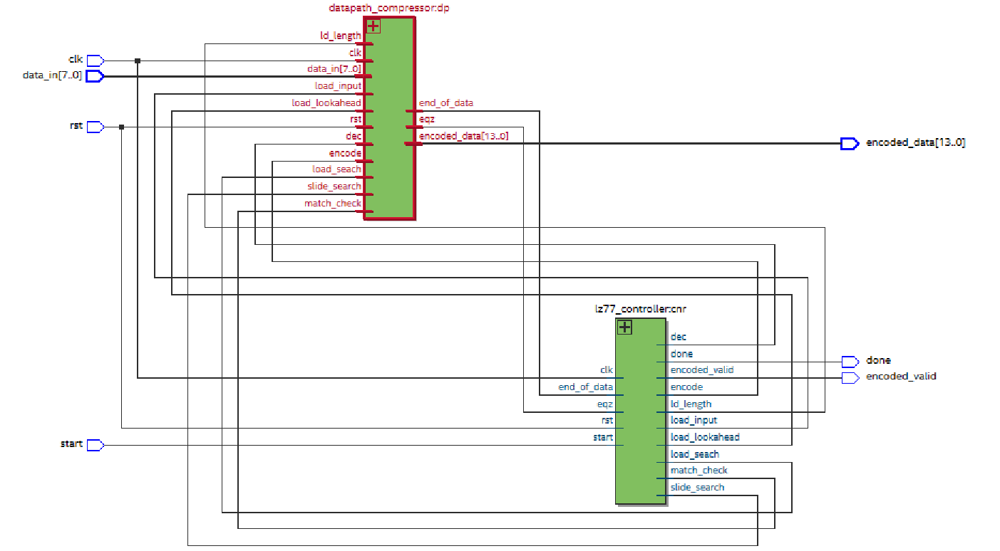 datapath_compressor:dp
ld_length
clk
clk
data_in[7..0]
data_in[7..0]
load_input
load_lookahead
end_of_data
rst
rst
eqz
dec
encoded_data[13..0]
encoded_data[13..0]
encode
load_seach
slide_search
match_check
lz77_controller:cnr
dec
done
done
clk
encoded_valid
encoded_valid
end_of_data
encode
eqz
ld_length
rst
load_input
start
start
load_lookahead
load_seach
match_check
slide_search